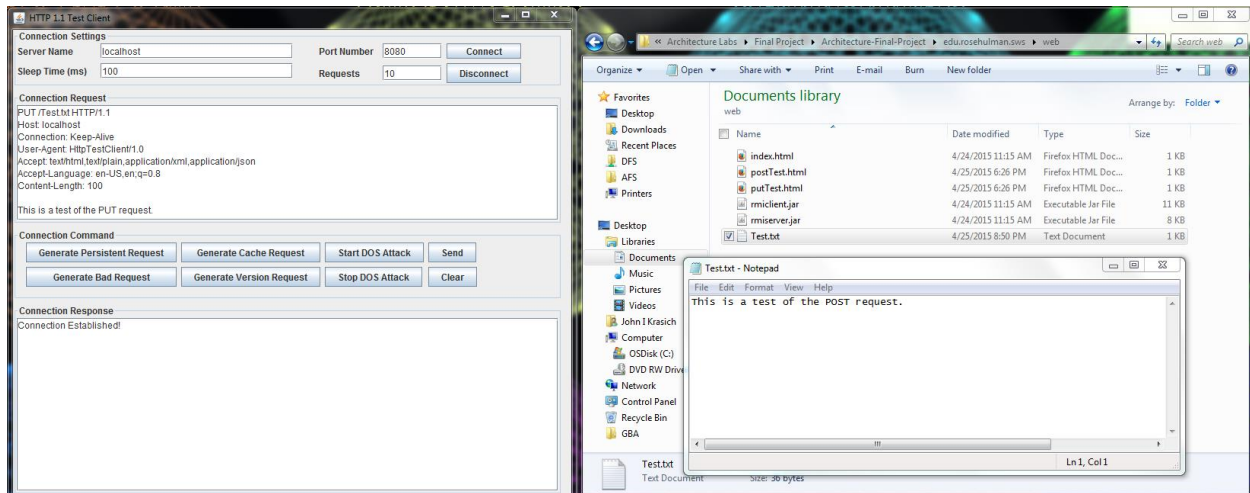 HTTP 1.1 Test Client
Connection Settings
Server Name localhost Port Number 8080 Connect
Sleep Time (ms) 100 Requests 10 Disconnect
Connection Request
PUT /Test.txt HTTP/1.1
Host: localhost
Connection: Keep-Alive
User-Agent: HttpTestClient/1.0
Accept: text/html,text/plain,application/xml,application/json
Accept-Language: en-US,en;q=0.8
Content-Length: 100
This is a test of the PUT request.
Connection Command
Generate Persistent Request Generate Cache Request Start DOS Attack Send
Generate Bad Request Generate Version Request Stop DOS Attack Clear
Connection Response
Connection Established!
« Architecture Labs Final Project Architecture-Final-Project edu.rosehulman.sws web Search web
Organize Open Share with Print E-mail Burn New folder
Favorites
Desktop
Downloads
Recent Places
DFS
AFS
Printers
Desktop
Libraries
Documents
Music
Pictures
Videos
John I Krasich
Computer
OSDisk (C:)
DVD RW Drive
Network
Control Panel
Recycle Bin
GBA
Documents library
web
Arrange by: Folder
Name Date modified Type Size
index.html 4/24/2015 11:15 AM Firefox HTML Doc... 1 KB
postTest.html 4/25/2015 6:26 PM Firefox HTML Doc... 1 KB
putTest.html 4/25/2015 6:26 PM Firefox HTML Doc... 1 KB
rmiclient.jar 4/24/2015 11:15 AM Executable Jar File 11 KB
rmiserver.jar 4/24/2015 11:15 AM Executable Jar File 8 KB
Test.txt 4/25/2015 8:50 PM Text Document 1 KB
Test.txt - Notepad
File Edit Format View Help
This is a test of the POST request.
Ln 1, Col 1
Test.txt
Text Document Size: 36 bytes